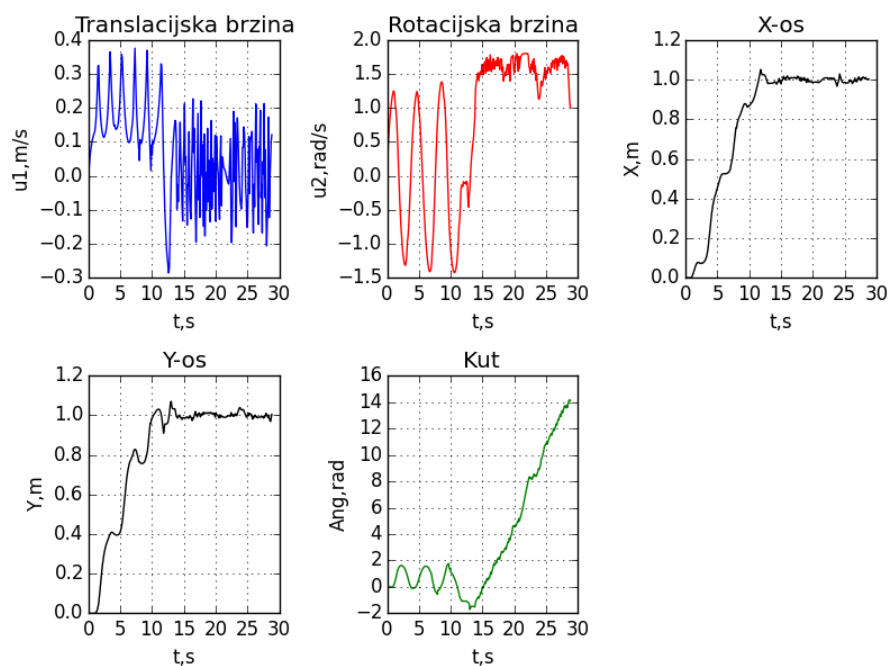 Translacijska brzina
0.4
0.3
0.2
0.1
0.0
−0.1
−0.2
−0.3
u1,m/s
0 5 10 15 20 25 30
t,s
Rotacijska brzina
2.0
1.5
1.0
0.5
0.0
−0.5
−1.0
−1.5
u2,rad/s
0 5 10 15 20 25 30
t,s
X-os
1.2
1.0
0.8
0.6
0.4
0.2
0.0
X,m
0 5 10 15 20 25 30
t,s
Y-os
1.2
1.0
0.8
0.6
0.4
0.2
0.0
Y,m
0 5 10 15 20 25 30
t,s
Kut
16
14
12
10
8
6
4
2
0
−2
Ang,rad
0 5 10 15 20 25 30
t,s